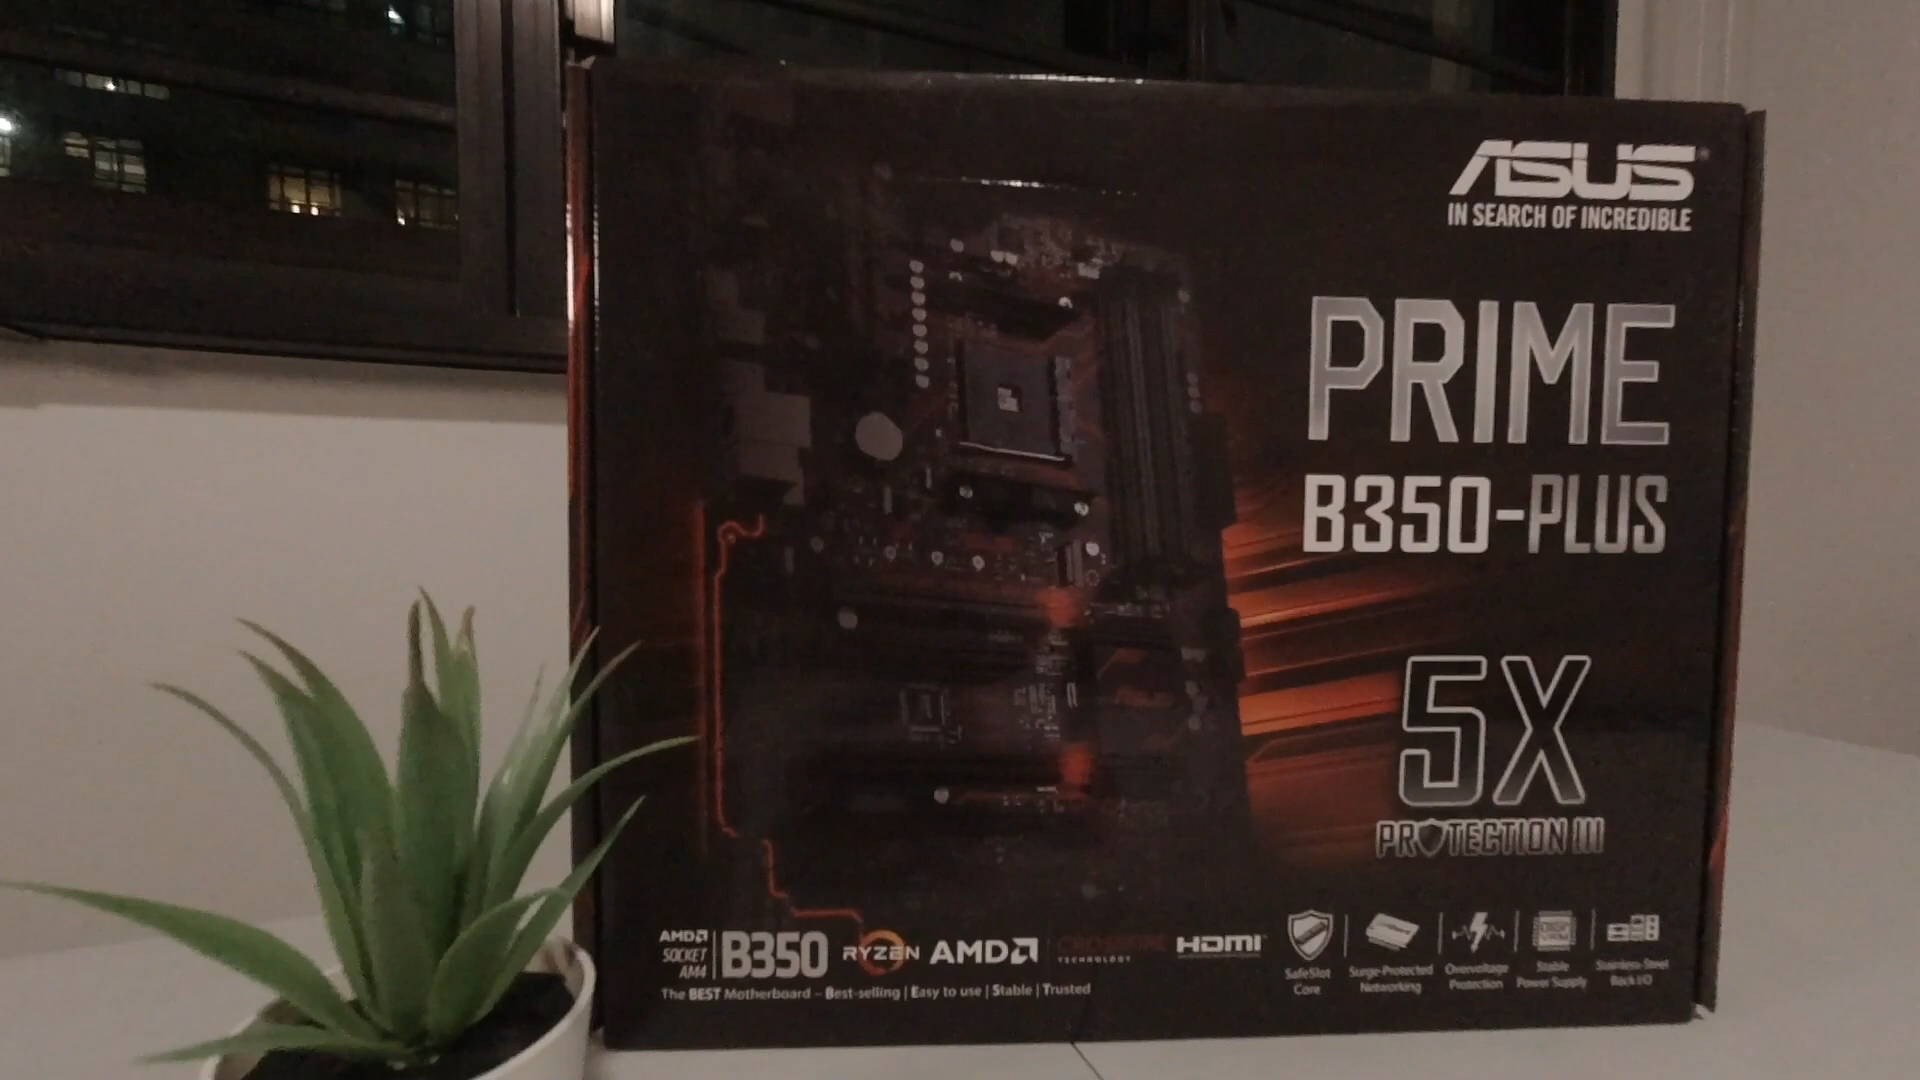 ASUS
IN SEARCH OF INCREDIBLE
PRIME
B350-PLUS
5X
PROTECTION III
AMD
SOCKET
AM4
B350
RYZEN
AMD
CROSSFIRE
TECHNOLOGY
HDMI
SafeSlot
Core
Surge-Protected
Networking
Overvoltage
Protection
Stable
Power Supply
Stainless-Steel
Back I/O
The BEST Motherboard – Best-selling | Easy to use | Stable | Trusted